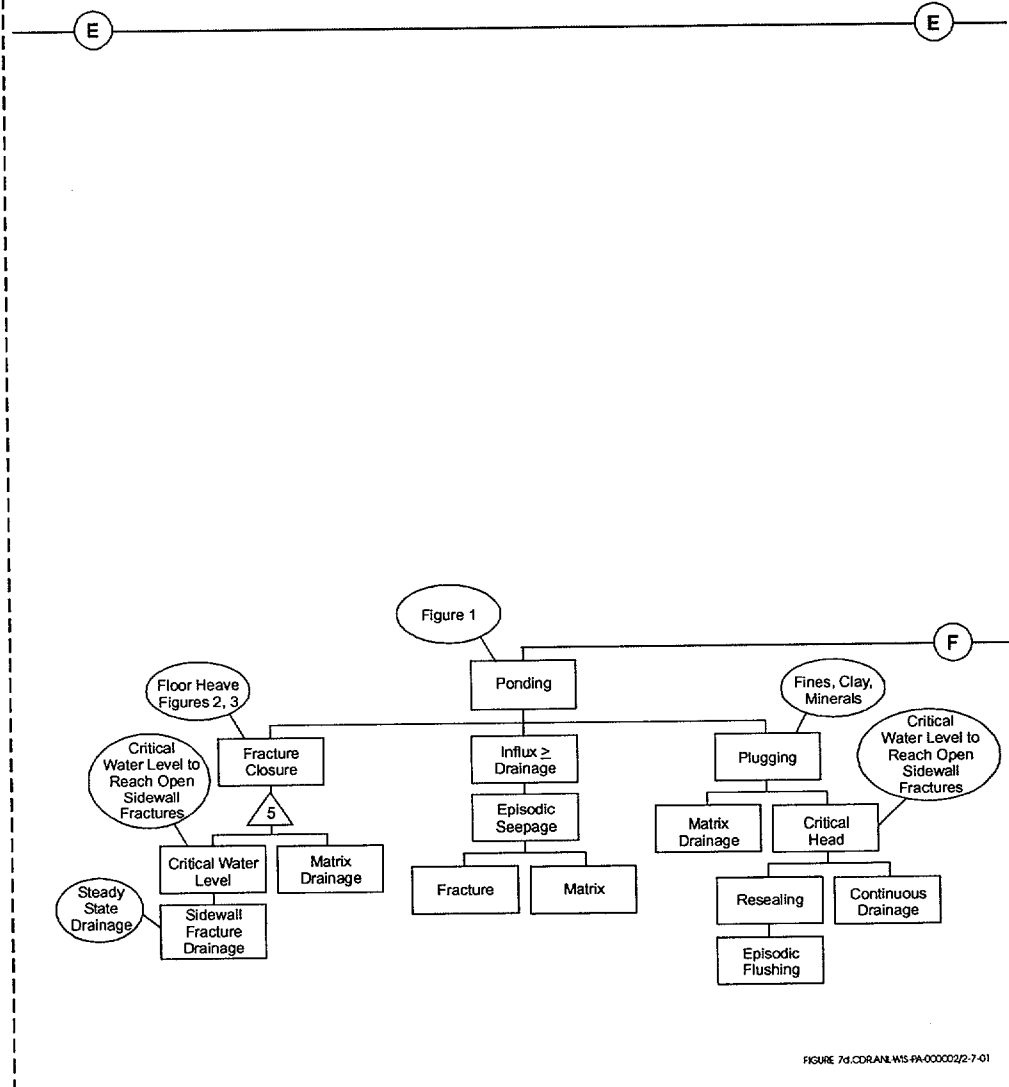 E
E
Figure 1
F
Ponding
Floor Heave
Figures 2, 3
Fines, Clay,
Minerals
Critical
Water Level to
Reach Open
Sidewall
Fractures
Fracture
Closure
Influx ≥
Drainage
Plugging
Critical
Water Level to
Reach Open
Sidewall
Fractures
5
Episodic
Seepage
Matrix
Drainage
Critical
Head
Critical Water
Level
Matrix
Drainage
Fracture
Matrix
Resealing
Continuous
Drainage
Steady
State
Drainage
Sidewall
Fracture
Drainage
Episodic
Flushing
FIGURE 7d.CDR.ANL-WIS-PA-000002/2-7-01